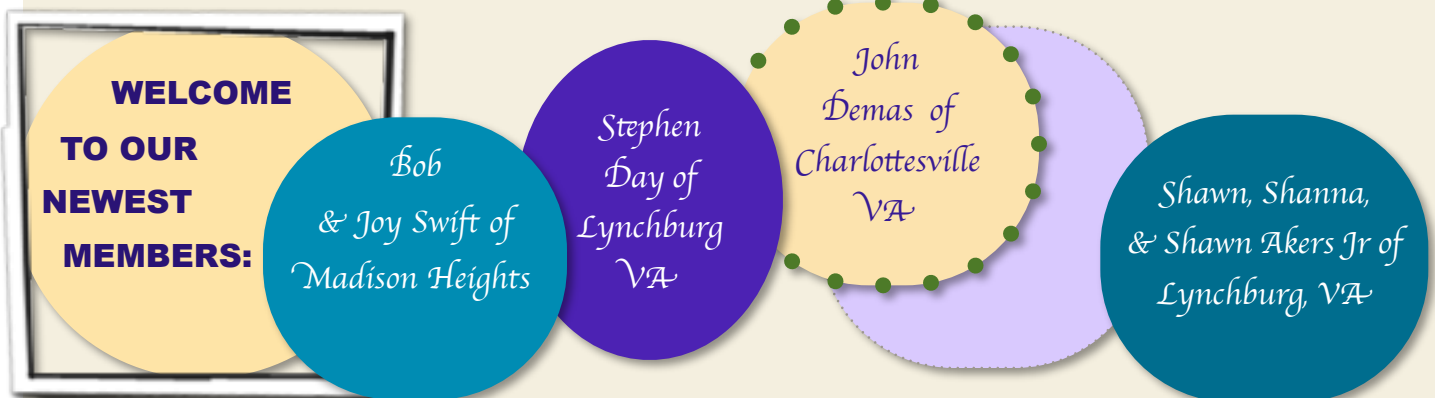 WELCOME
TO OUR
NEWEST
MEMBERS:
Bob
& Joy Swift of
Madison Heights
Stephen
Day of
Lynchburg
VA
John
Demas of
Charlottesville
VA
Shawn, Shanna,
& Shawn Akers Jr of
Lynchburg, VA